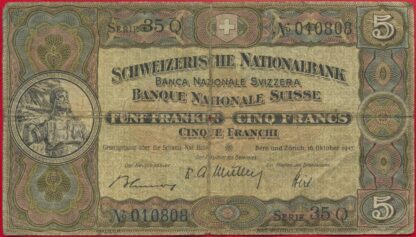 SERIE 35 Q № 010808 5
SCHWEIZERISCHE NATIONALBANK
BANCA NAZIONALE SVIZZERA
BANQUE NATIONALE SUISSE
FÜNF FRANKEN CINQ FRANCS
CINQUE FRANCHI
Bern und Zürich, 16. Oktober 1947.
№ 010808 SERIE 35 Q 5